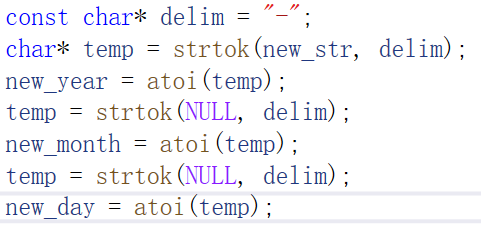 const char* delim = "-";
char* temp = strtok(new_str, delim);
new_year = atoi(temp);
temp = strtok(NULL, delim);
new_month = atoi(temp);
temp = strtok(NULL, delim);
new_day = atoi(temp);